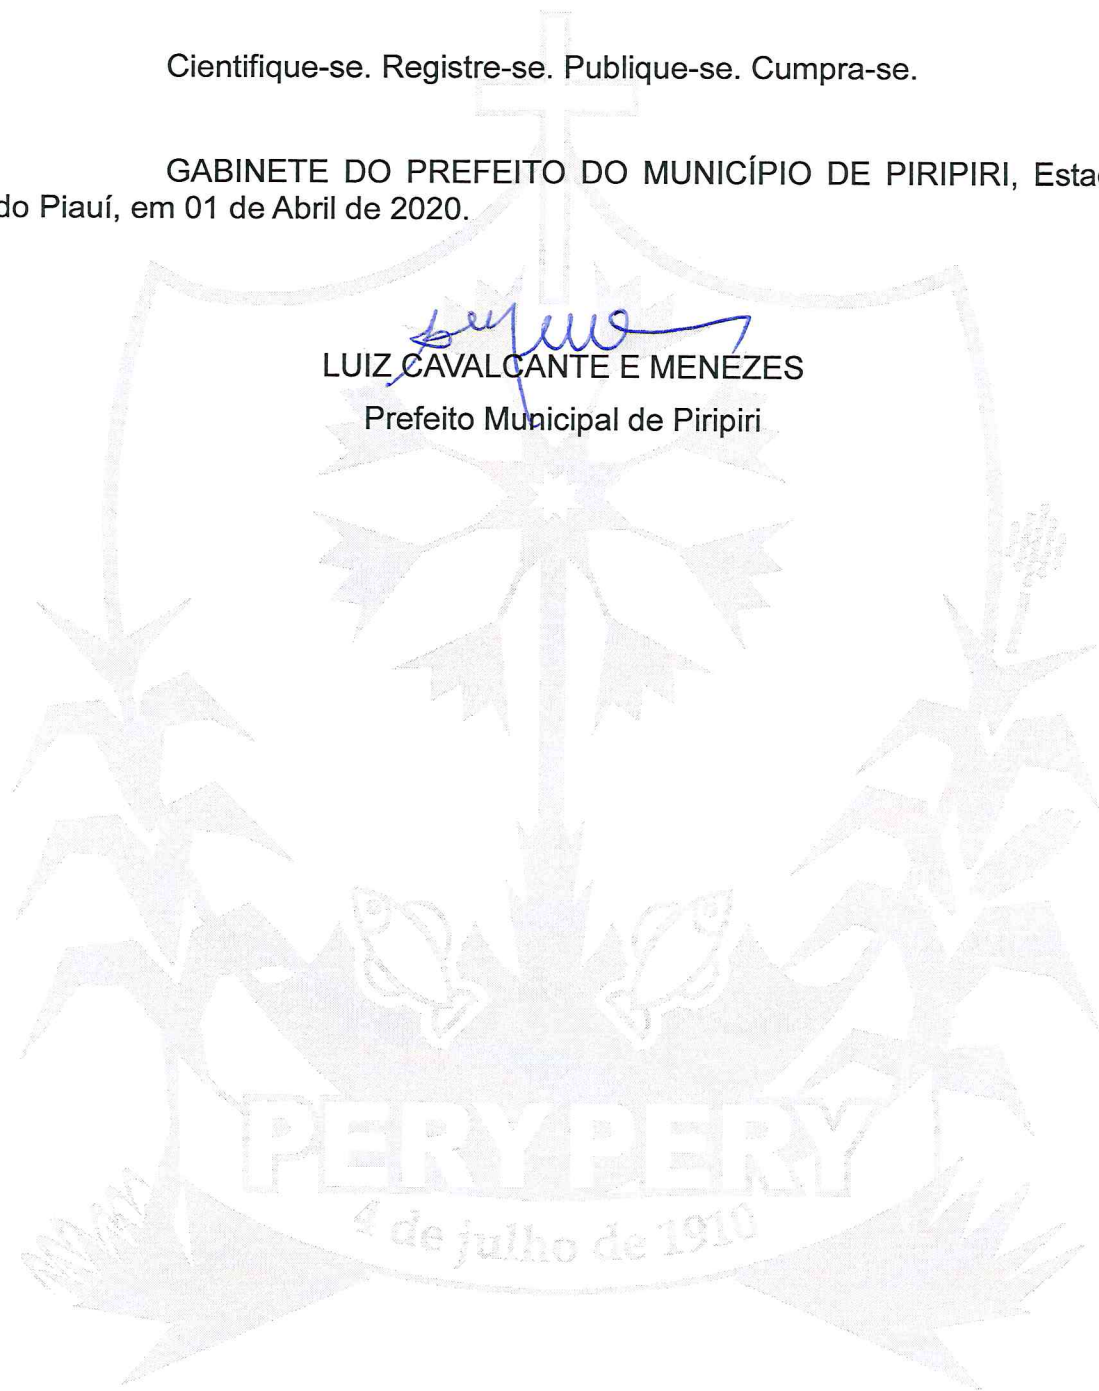 Cientifique-se. Registre-se. Publique-se. Cumpra-se.
GABINETE DO PREFEITO DO MUNICÍPIO DE PIRIPIRI, Esta
do Piauí, em 01 de Abril de 2020.
LUIZ CAVALCANTE E MENEZES
Prefeito Municipal de Piripiri
PERY PERY
4 de julho de 1910